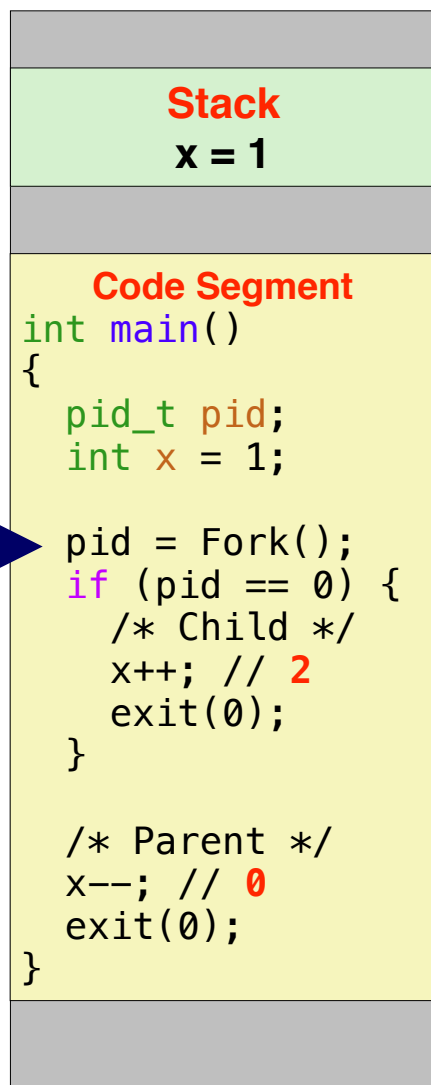 Stack
x = 1
Code Segment
int main()
{
  pid_t pid;
  int x = 1;

  pid = Fork();
  if (pid == 0) {
    /* Child */
    x++; // 2
    exit(0);
  }

  /* Parent */
  x--; // 0
  exit(0);
}